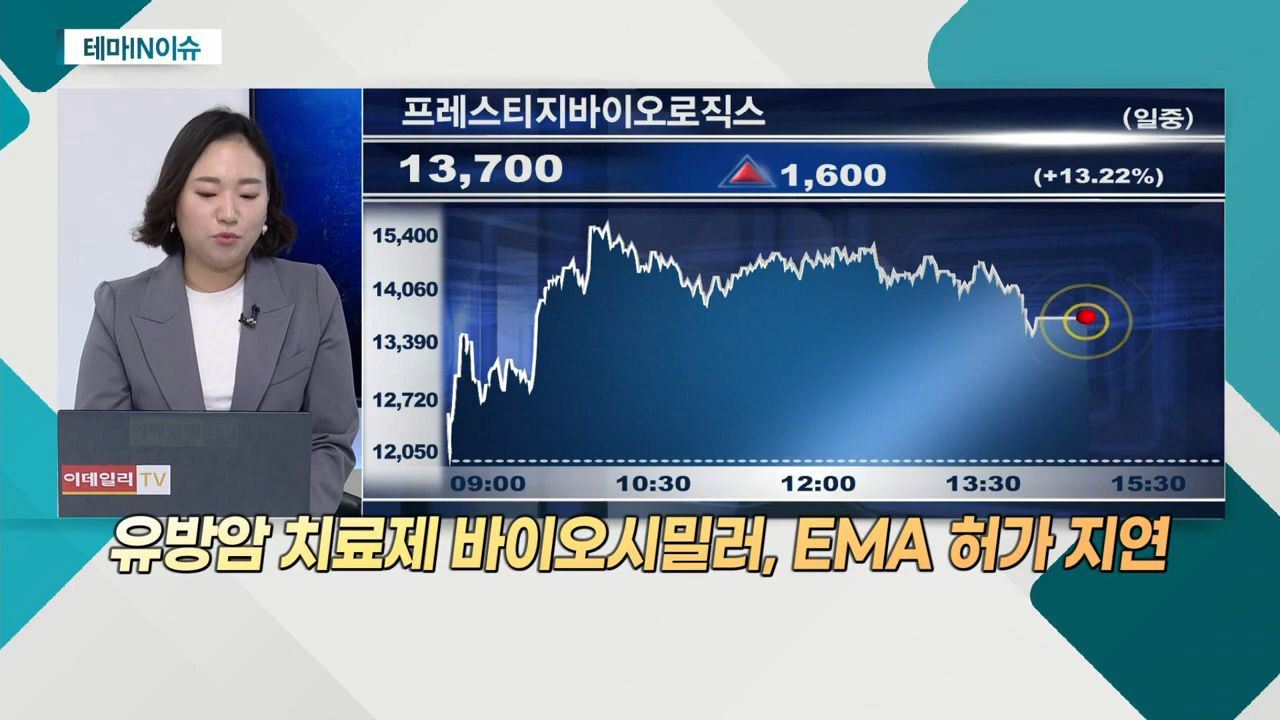 테마IN이슈
프레스티지바이오로직스 (일중)
13,700 1,600 (+13.22%)
15,400
14,060
13,390
12,720
12,050
09:00 10:30 12:00 13:30 15:30
이데일리 TV
유방암 치료제 바이오시밀러, EMA 허가 지연